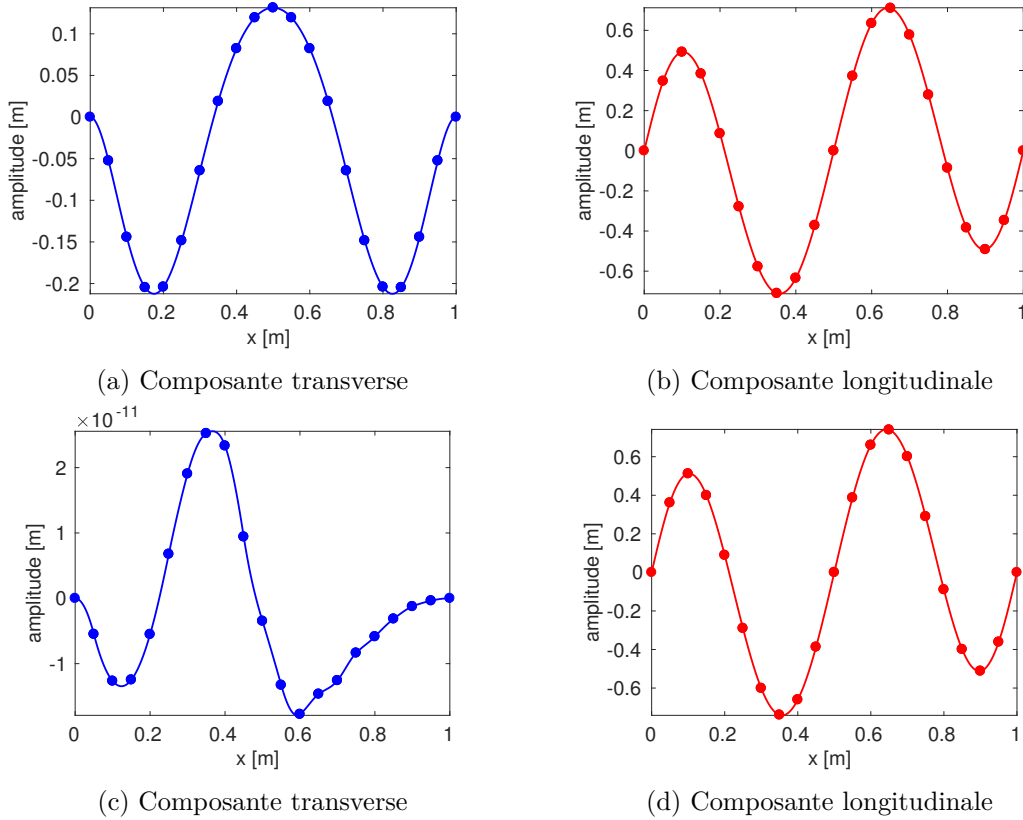 0.1
0.05
0
-0.05
-0.1
-0.15
-0.2
amplitude [m]
0 0.2 0.4 0.6 0.8 1
x [m]
(a) Composante transverse
0.6
0.4
0.2
0
-0.2
-0.4
-0.6
amplitude [m]
0 0.2 0.4 0.6 0.8 1
x [m]
(b) Composante longitudinale
× 10⁻¹¹
2
1
0
-1
amplitude [m]
0 0.2 0.4 0.6 0.8 1
x [m]
(c) Composante transverse
0.6
0.4
0.2
0
-0.2
-0.4
-0.6
amplitude [m]
0 0.2 0.4 0.6 0.8 1
x [m]
(d) Composante longitudinale